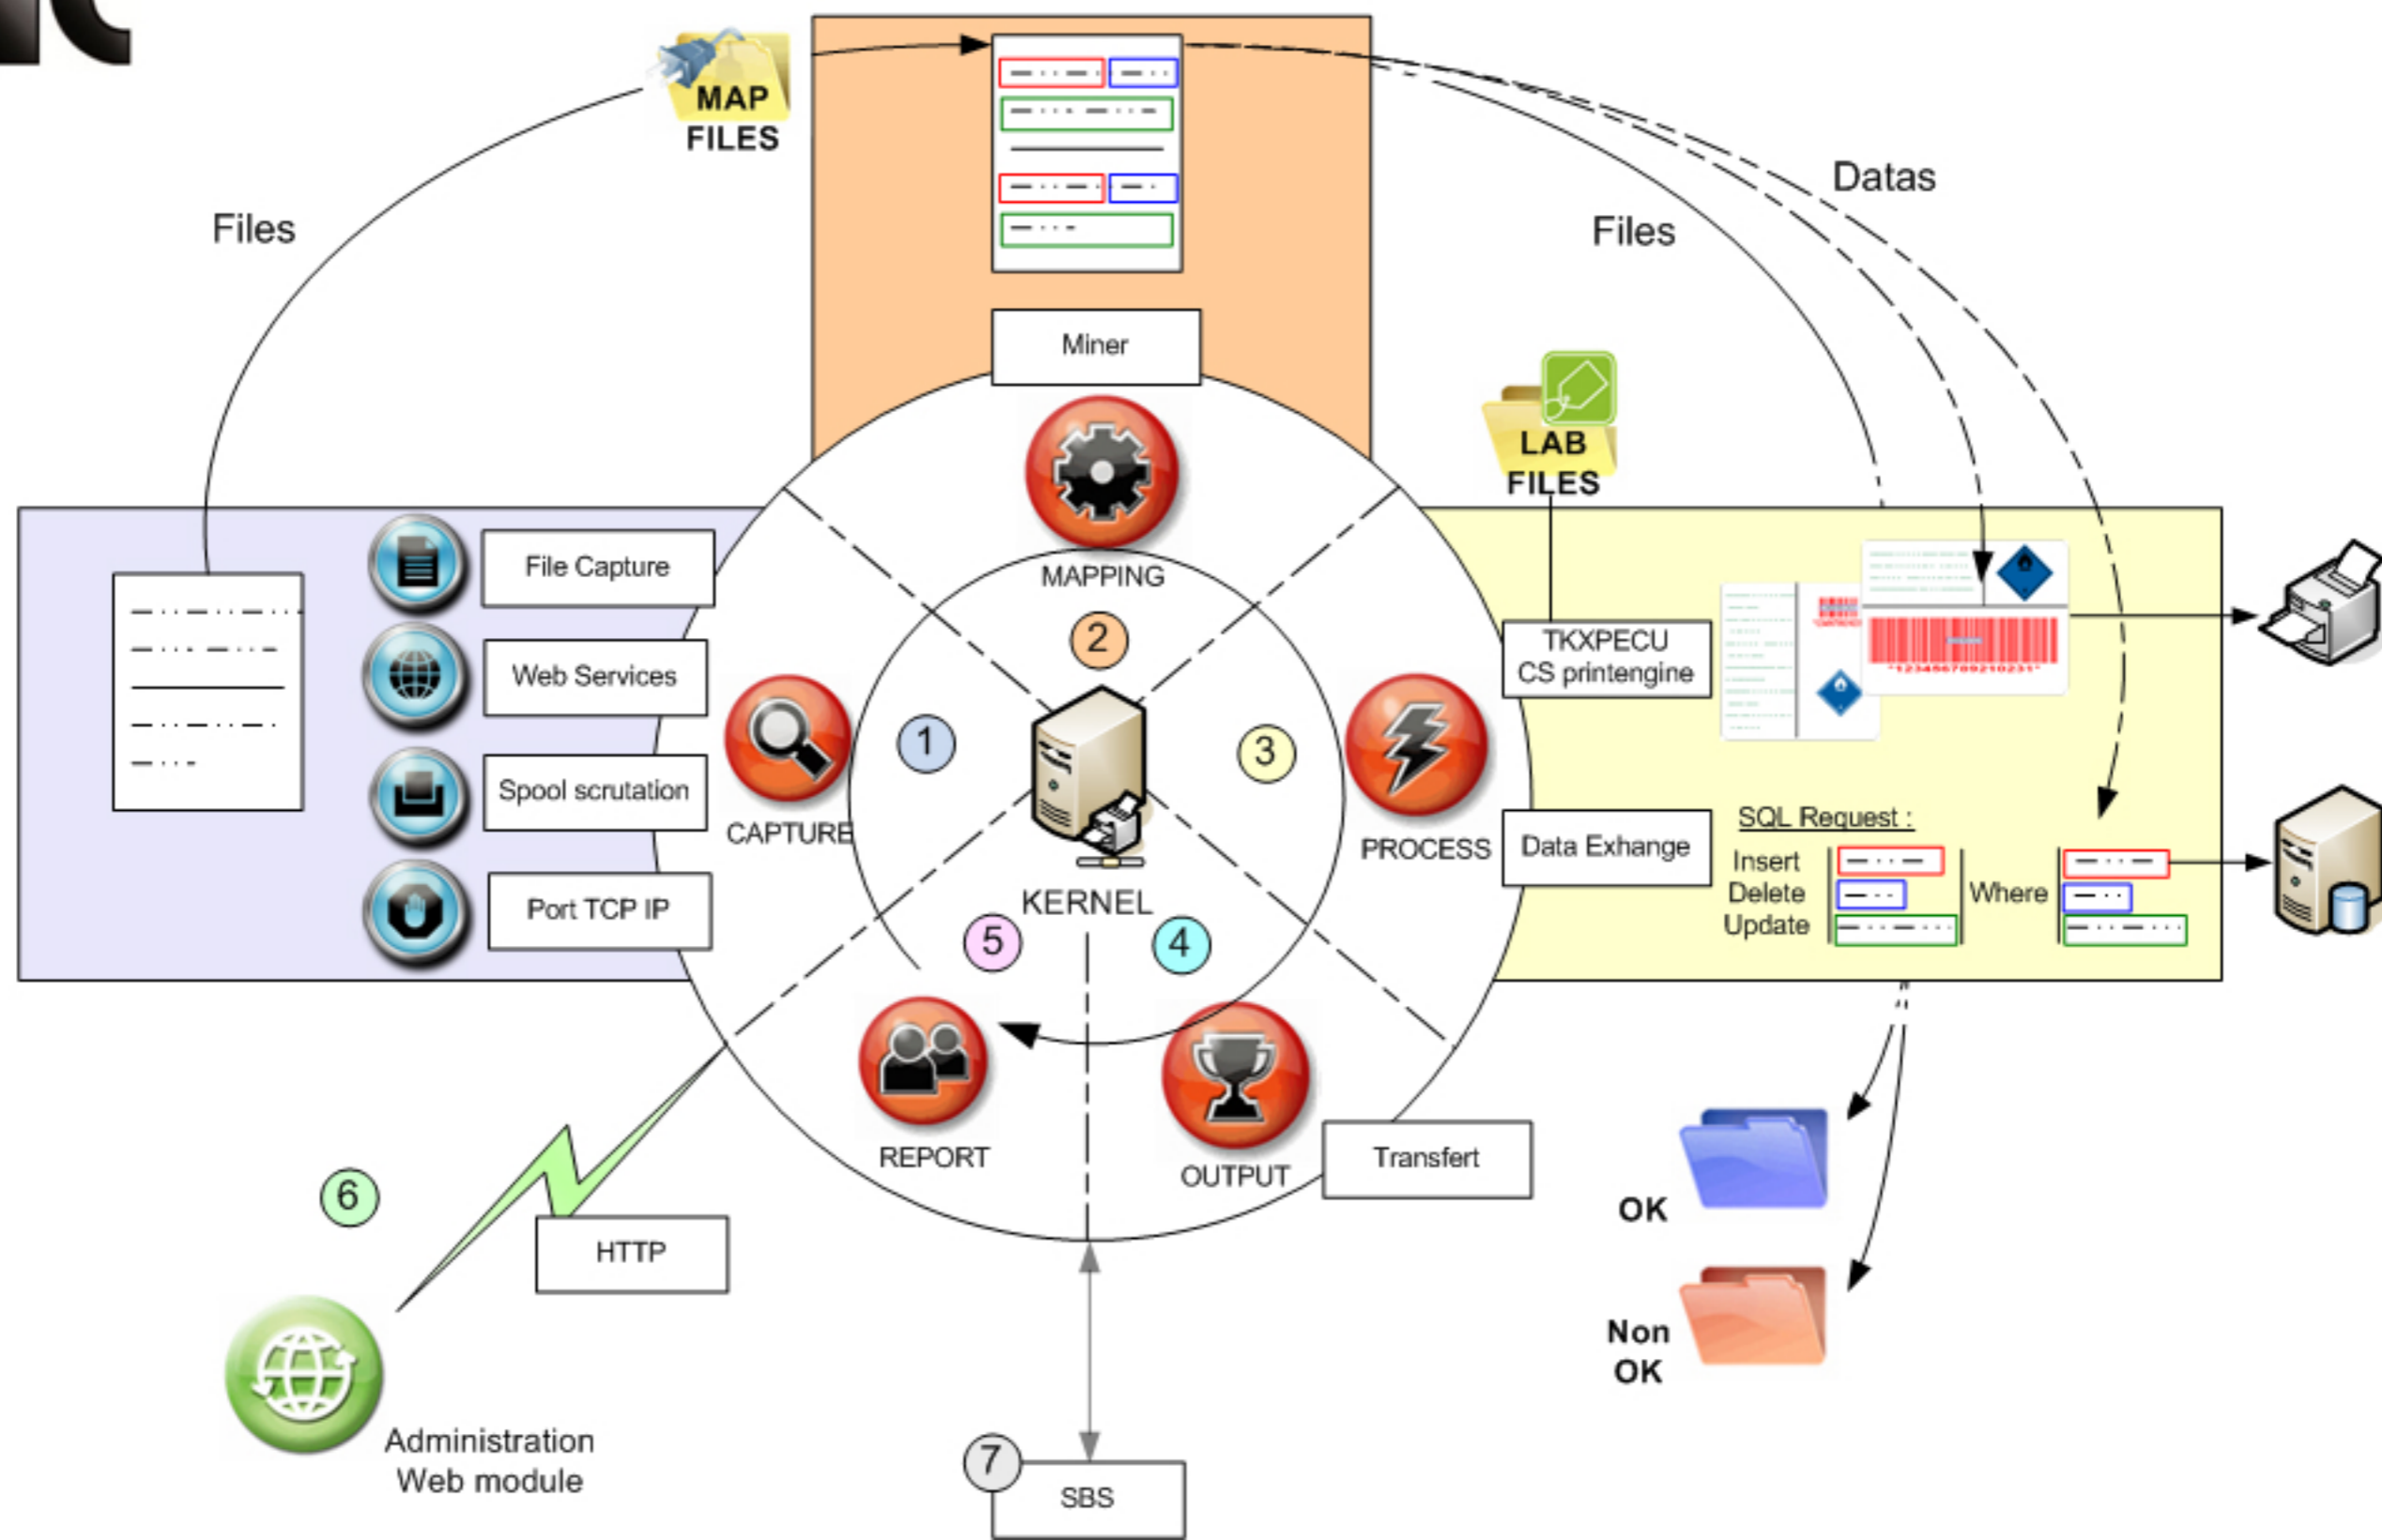 MAP
FILES
Files
Datas
Files
Miner
LAB
FILES
File Capture
Web Services
Spool scrutation
Port TCP IP
MAPPING
2
1
3
CAPTURE
PROCESS
KERNEL
5
4
REPORT
OUTPUT
TKXPECU
CS printengine
Data Exhange
SQL Request :
Insert
Delete
Update
Where
Transfert
OK
Non
OK
6
HTTP
Administration
Web module
7
SBS